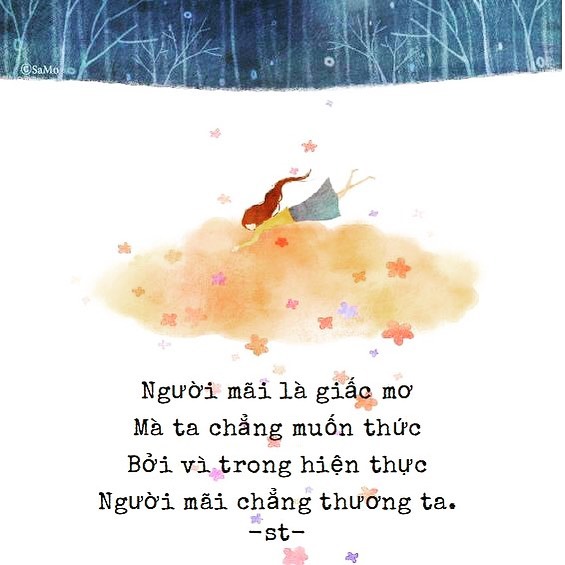 ©SaMo
Người mãi là giấc mơ
Mà ta chẳng muốn thức
Bởi vì trong hiện thực
Người mãi chẳng thương ta.
-st-